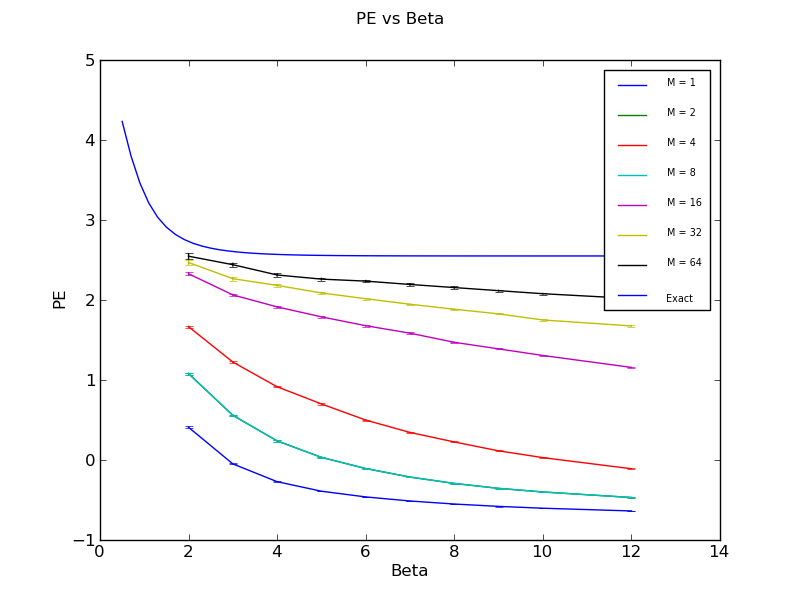 PE vs Beta
5
4
3
2
1
0
−1
PE
0 2 4 6 8 10 12 14
Beta
M = 1
M = 2
M = 4
M = 8
M = 16
M = 32
M = 64
Exact